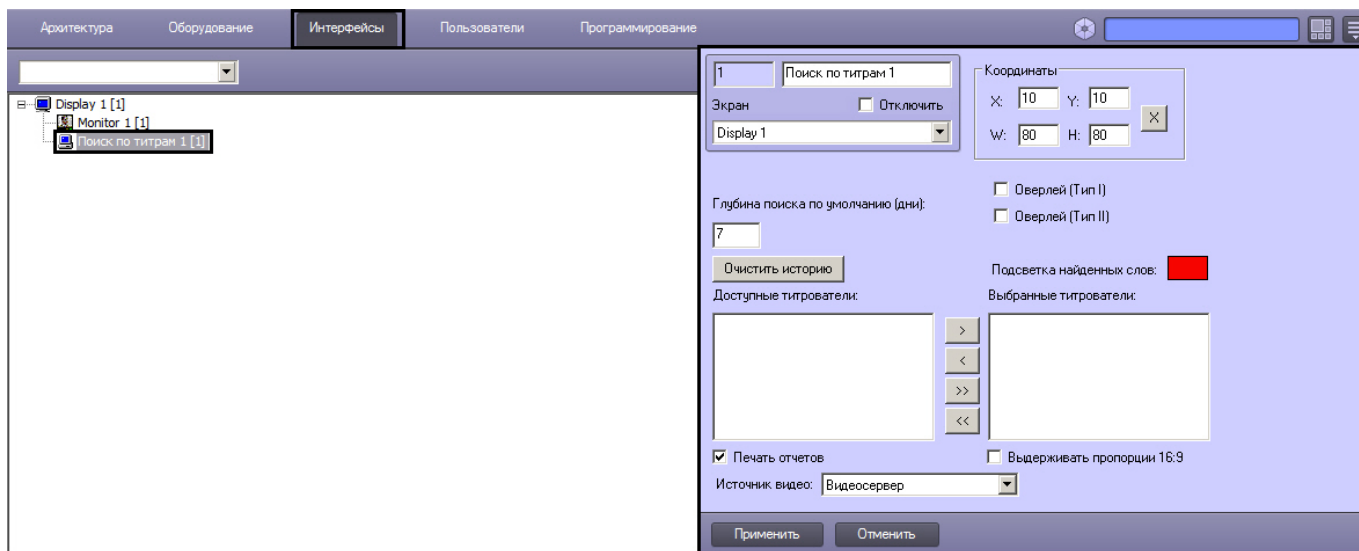 Архитектура Оборудование Интерфейсы Пользователи Программирование
Display 1 [1]
Monitor 1 [1]
Поиск по титрам 1 [1]
1 Поиск по титрам 1
Экран Отключить
Display 1
Координаты
X: 10 Y: 10
X
W: 80 H: 80
Оверлей (Тип I)
Оверлей (Тип II)
Глубина поиска по умолчанию (дни):
7
Очистить историю Подсветка найденных слов:
Доступные титрователи: Выбранные титрователи:
>
<
>>
<<
Печать отчетов Выдерживать пропорции 16:9
Источник видео: Видеосервер
Применить Отменить